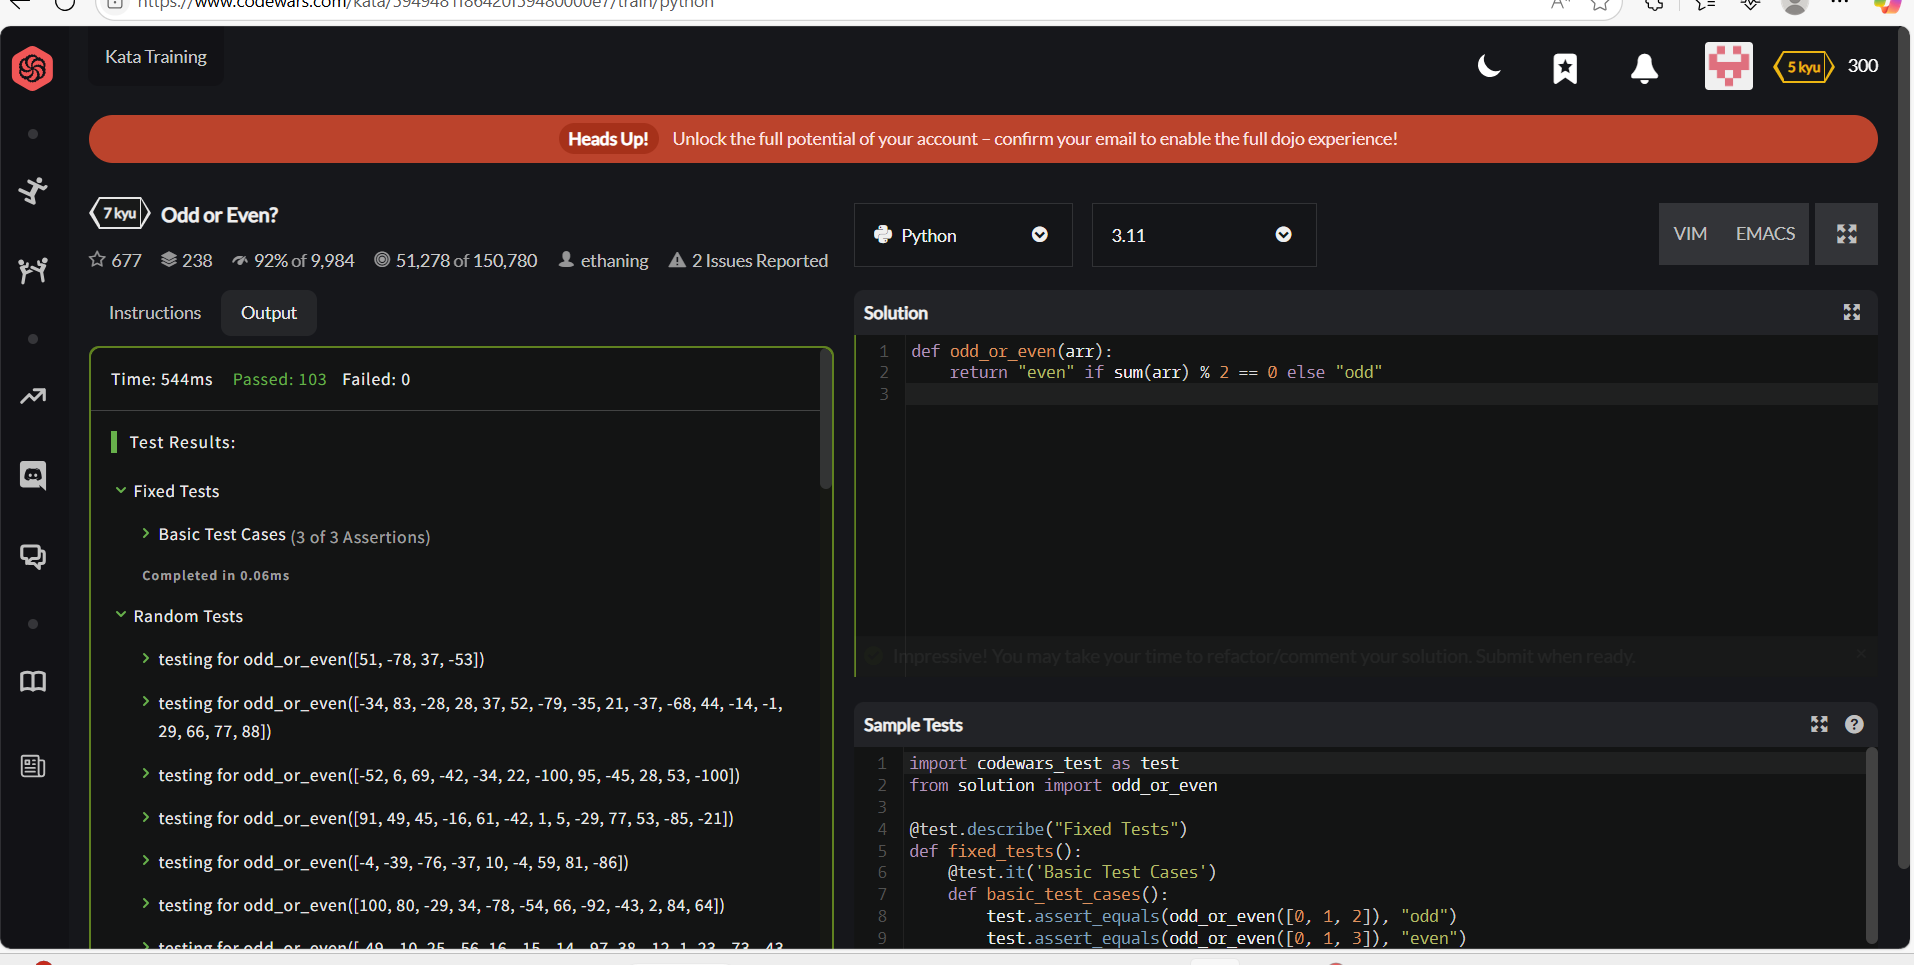 https://www.codewars.com/kata/5949481f86420f59480000e7/train/python
Kata Training
5 kyu
300
Heads Up! Unlock the full potential of your account – confirm your email to enable the full dojo experience!
7 kyu Odd or Even?
677 238 92% of 9,984 51,278 of 150,780 ethaning 2 Issues Reported
Python
3.11
VIM EMACS
Instructions Output
Time: 544ms Passed: 103 Failed: 0
Test Results:
Fixed Tests
Basic Test Cases (3 of 3 Assertions)
Completed in 0.06ms
Random Tests
testing for odd_or_even([51, -78, 37, -53])
testing for odd_or_even([-34, 83, -28, 28, 37, 52, -79, -35, 21, -37, -68, 44, -14, -1,
29, 66, 77, 88])
testing for odd_or_even([-52, 6, 69, -42, -34, 22, -100, 95, -45, 28, 53, -100])
testing for odd_or_even([91, 49, 45, -16, 61, -42, 1, 5, -29, 77, 53, -85, -21])
testing for odd_or_even([-4, -39, -76, -37, 10, -4, 59, 81, -86])
testing for odd_or_even([100, 80, -29, 34, -78, -54, 66, -92, -43, 2, 84, 64])
testing for odd_or_even([
Solution
1 def odd_or_even(arr):
2 return "even" if sum(arr) % 2 == 0 else "odd"
3
Impressive! You may take your time to refactor/comment your solution. Submit when ready.
Sample Tests
1 import codewars_test as test
2 from solution import odd_or_even
3
4 @test.describe("Fixed Tests")
5 def fixed_tests():
6 @test.it('Basic Test Cases')
7 def basic_test_cases():
8 test.assert_equals(odd_or_even([0, 1, 2]), "odd")
9 test.assert_equals(odd_or_even([0, 1, 3]), "even")